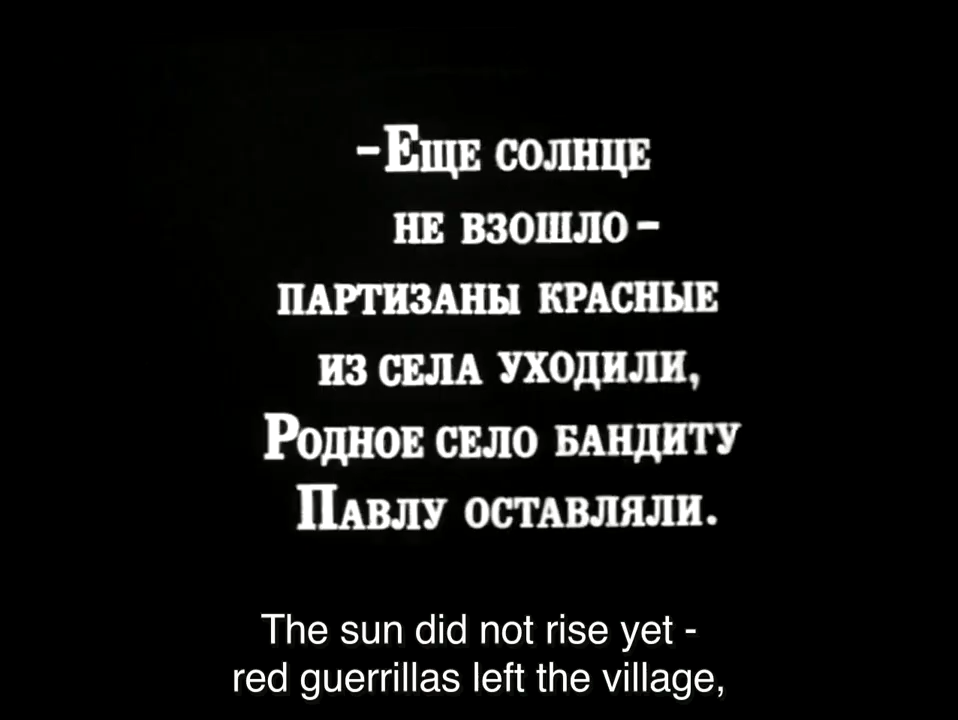 -Еще солнце
не взошло-
партизаны красные
из села уходили,
Родное село бандиту
Павлу оставляли.
The sun did not rise yet -
red guerrillas left the village,